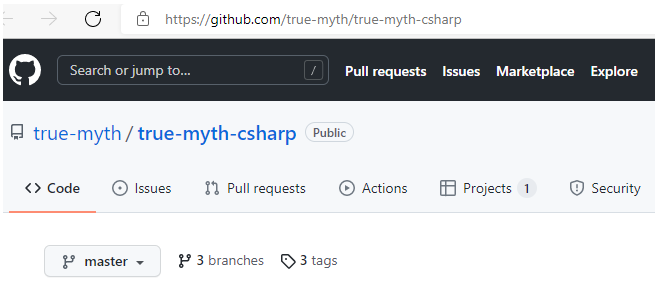 https://github.com/true-myth/true-myth-csharp
Search or jump to... / Pull requests Issues Marketplace Explore
true-myth / true-myth-csharp Public
<> Code Issues Pull requests Actions Projects 1 Security
master 3 branches 3 tags